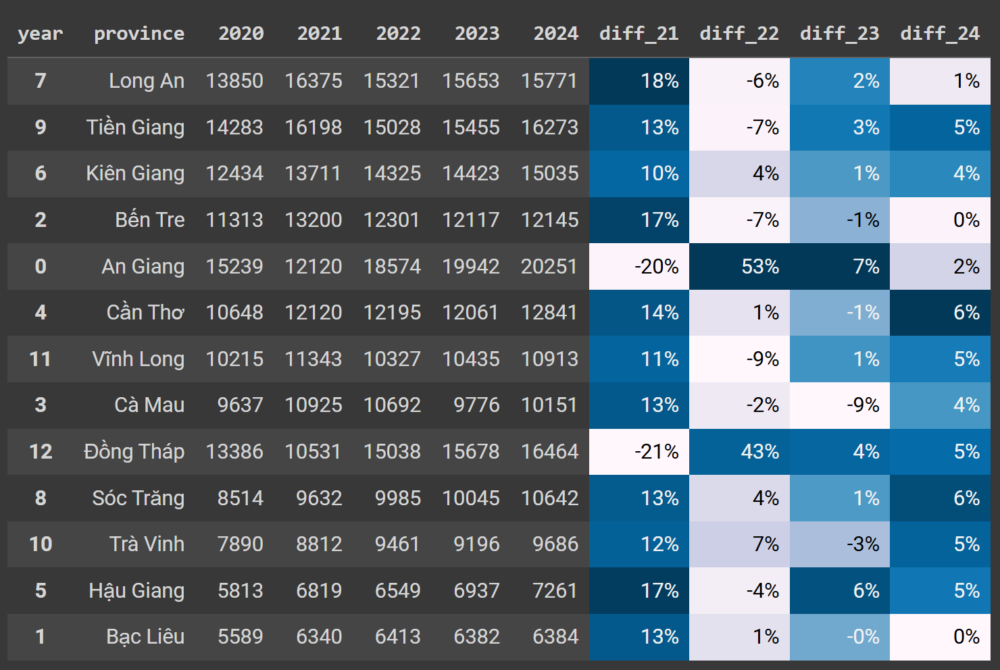 year province 2020 2021 2022 2023 2024 diff_21 diff_22 diff_23 diff_24
7 Long An 13850 16375 15321 15653 15771 18% -6% 2% 1%
9 Tiền Giang 14283 16198 15028 15455 16273 13% -7% 3% 5%
6 Kiên Giang 12434 13711 14325 14423 15035 10% 4% 1% 4%
2 Bến Tre 11313 13200 12301 12117 12145 17% -7% -1% 0%
0 An Giang 15239 12120 18574 19942 20251 -20% 53% 7% 2%
4 Cần Thơ 10648 12120 12195 12061 12841 14% 1% -1% 6%
11 Vĩnh Long 10215 11343 10327 10435 10913 11% -9% 1% 5%
3 Cà Mau 9637 10925 10692 9776 10151 13% -2% -9% 4%
12 Đồng Tháp 13386 10531 15038 15678 16464 -21% 43% 4% 5%
8 Sóc Trăng 8514 9632 9985 10045 10642 13% 4% 1% 6%
10 Trà Vinh 7890 8812 9461 9196 9686 12% 7% -3% 5%
5 Hậu Giang 5813 6819 6549 6937 7261 17% -4% 6% 5%
1 Bạc Liêu 5589 6340 6413 6382 6384 13% 1% -0% 0%